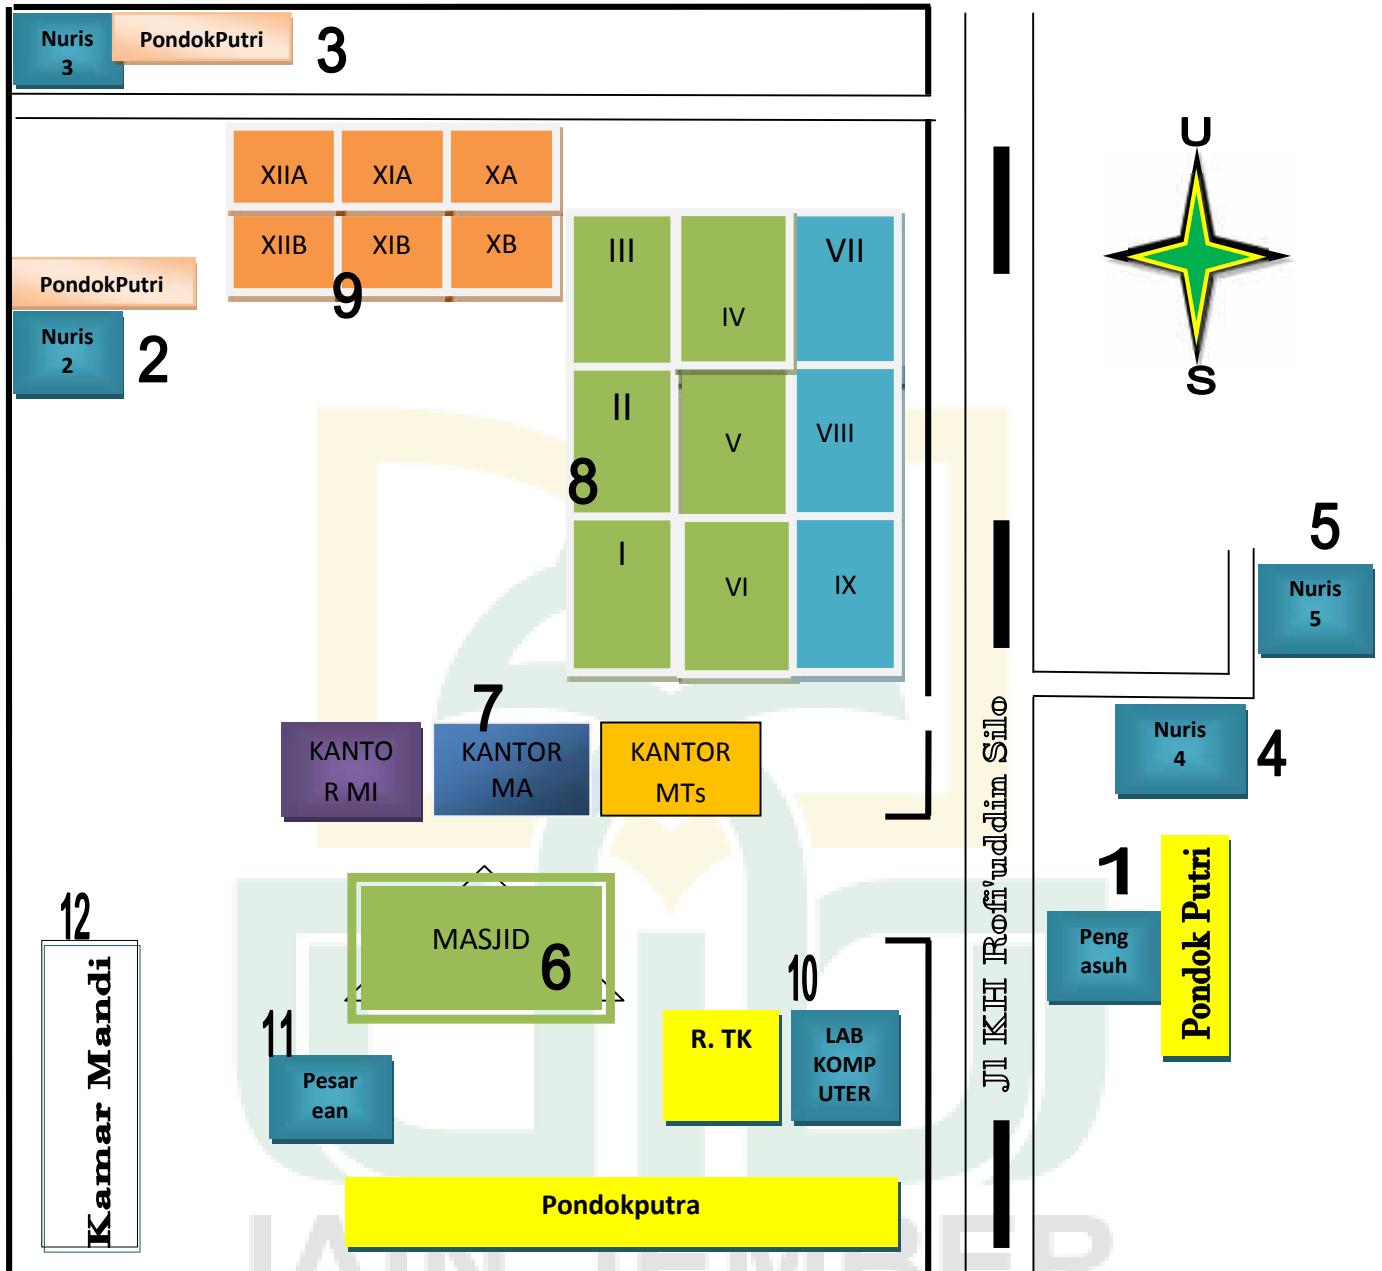 Nuris
3
PondokPutri
3
U
XIIA
XIA
XA
XIIB
XIB
XB
9
III
IV
VII
PondokPutri
Nuris
2
2
S
II
V
VIII
8
I
VI
IX
5
Nuris
5
7
KANTO
R MI
KANTOR
MA
KANTOR
MTs
Jl KH Rofi'uddin Silo
Nuris
4
4
1
Peng
asuh
Pondok Putri
12
Kamar Mandi
MASJID
6
10
11
Pesar
ean
R. TK
LAB
KOMP
UTER
Pondokputra
IAIN JEMBER